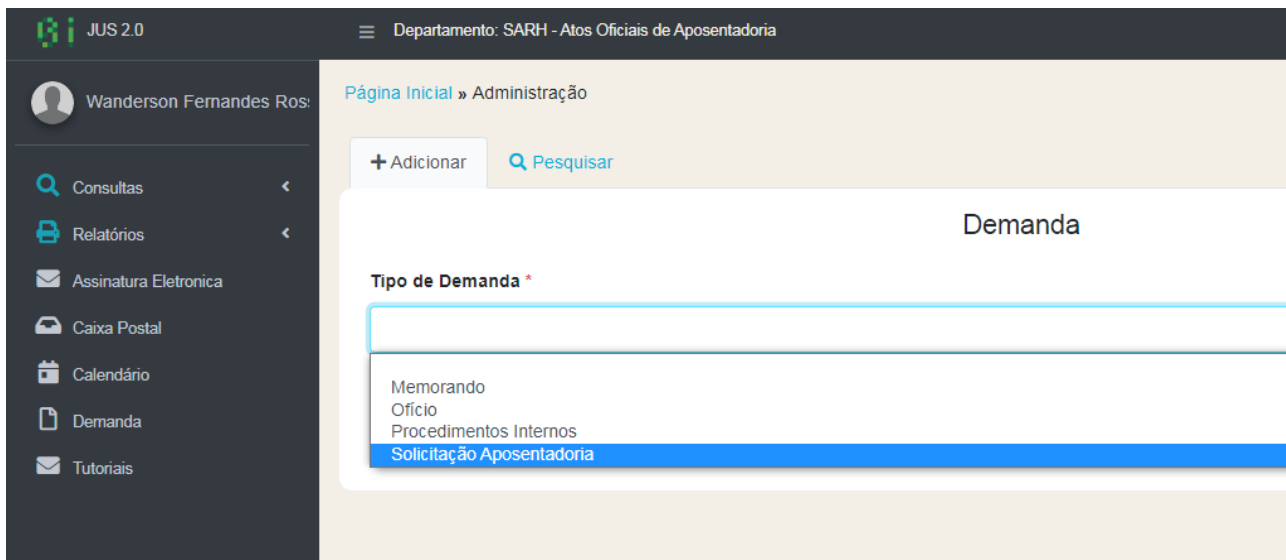 JUS 2.0
Departamento: SARH - Atos Oficiais de Aposentadoria
Wanderson Fernandes Ros
Página Inicial » Administração
Adicionar
Pesquisar
Consultas
Relatórios
Assinatura Eletronica
Caixa Postal
Calendário
Demanda
Tutoriais
Demanda
Tipo de Demanda *
Memorando
Ofício
Procedimentos Internos
Solicitação Aposentadoria